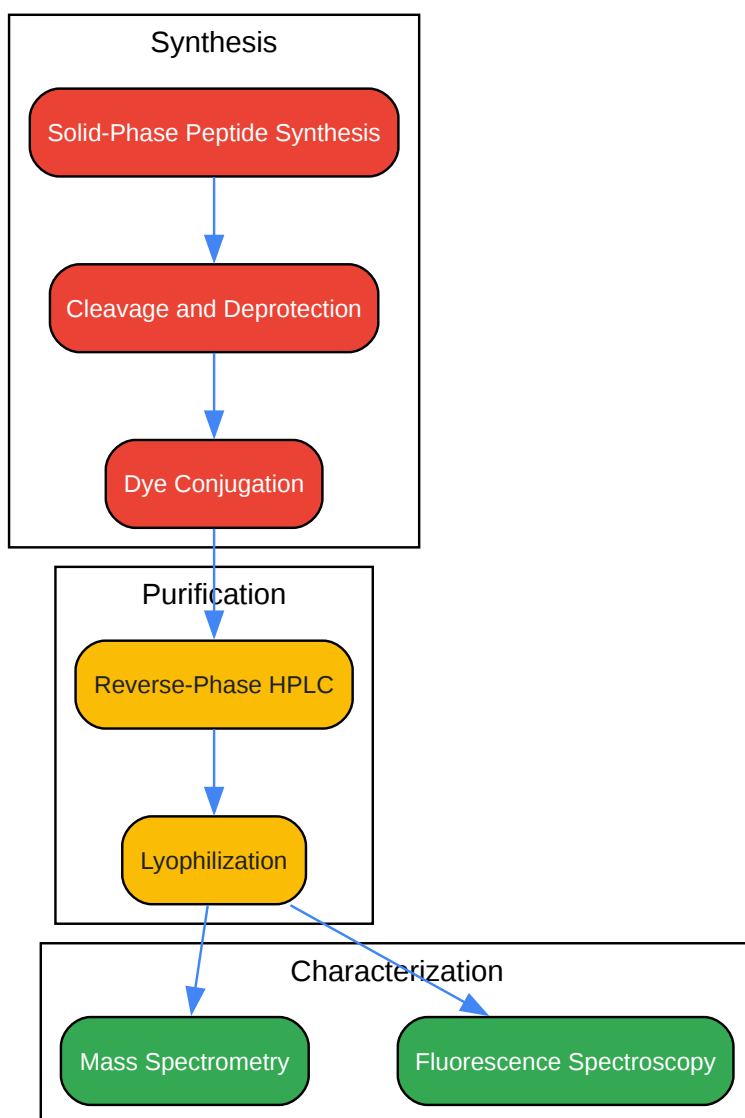 Synthesis
Solid-Phase Peptide Synthesis
Cleavage and Deprotection
Dye Conjugation
Purification
Reverse-Phase HPLC
Lyophilization
Characterization
Mass Spectrometry
Fluorescence Spectroscopy